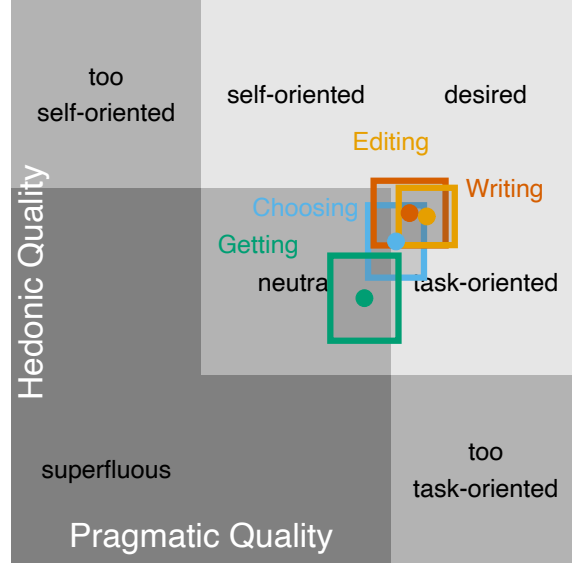 too
self-oriented
self-oriented
desired
Editing
Writing
Choosing
Getting
neutra
task-oriented
Hedonic Quality
superfluous
too
task-oriented
Pragmatic Quality